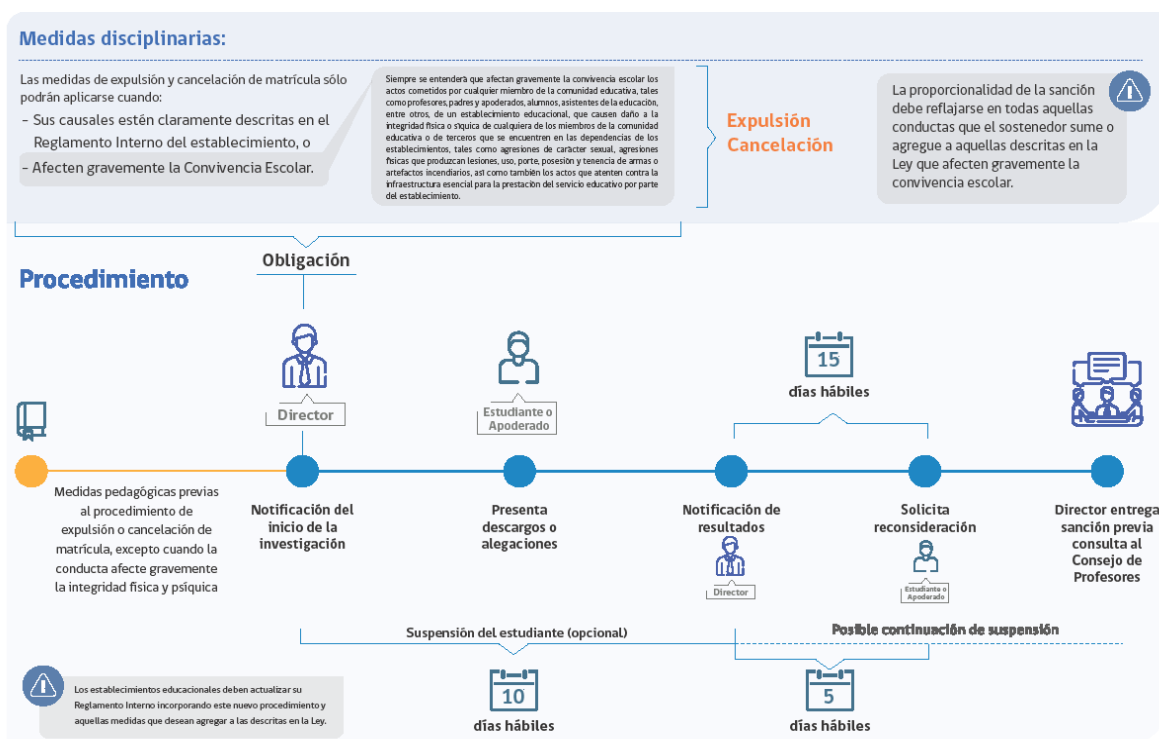 Medidas disciplinarias:
Las medidas de expulsión y cancelación de matrícula sólo
podrán aplicarse cuando:
- Sus causales estén claramente descritas en el
Reglamento Interno del establecimiento, o
- Afecten gravemente la Convivencia Escolar.
Siempre se entenderá que afectan gravemente la convivencia escolar los
actos cometidos por cualquier miembro de la comunidad educativa, tales
como profesores, padres y apoderados, alumnos, asistentes de la educación,
entre otros, de un establecimiento educacional, que causen daño a la
integridad física o síquica de cualquiera de los miembros de la comunidad
educativa o de terceros que se encuentren en las dependencias de los
establecimientos, tales como agresiones de carácter sexual, agresiones
físicas que produzcan lesiones, uso, porte, posesión y tenencia de armas o
artefactos incendiarios, así como también los actos que atenten contra la
infraestructura esencial para la prestación del servicio educativo por parte
del establecimiento.
Expulsión
Cancelación
La proporcionalidad de la sanción
debe reflajarse en todas aquellas
conductas que el sostenedor sume o
agregue a aquellas descritas en la
Ley que afecten gravemente la
convivencia escolar.
Obligación
Procedimiento
Director
Estudiante o
Apoderado
15
días hábiles
Medidas pedagógicas previas
al procedimiento de
expulsión o cancelación de
matrícula, excepto cuando la
conducta afecte gravemente
la integridad física y psíquica
Notificación del
inicio de la
investigación
Presenta
descargos o
alegaciones
Notificación de
resultados
Director
Solicita
reconsideración
Estudiante o
Apoderado
Director entrega
sanción previa
consulta al
Consejo de
Profesores
Suspensión del estudiante (opcional)
Posible continuación de suspensión
10
días hábiles
5
días hábiles
Los establecimientos educacionales deben actualizar su
Reglamento Interno incorporando este nuevo procedimiento y
aquellas medidas que desean agregar a las descritas en la Ley.